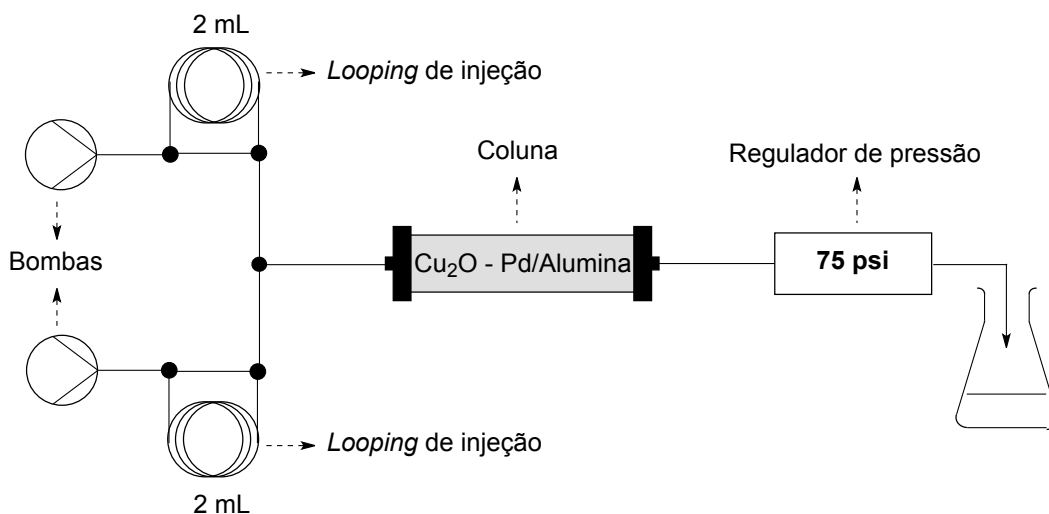 2 mL
Looping de injeção
Coluna
Regulador de pressão
Bombas
Cu₂O - Pd/Alumina
75 psi
Looping de injeção
2 mL